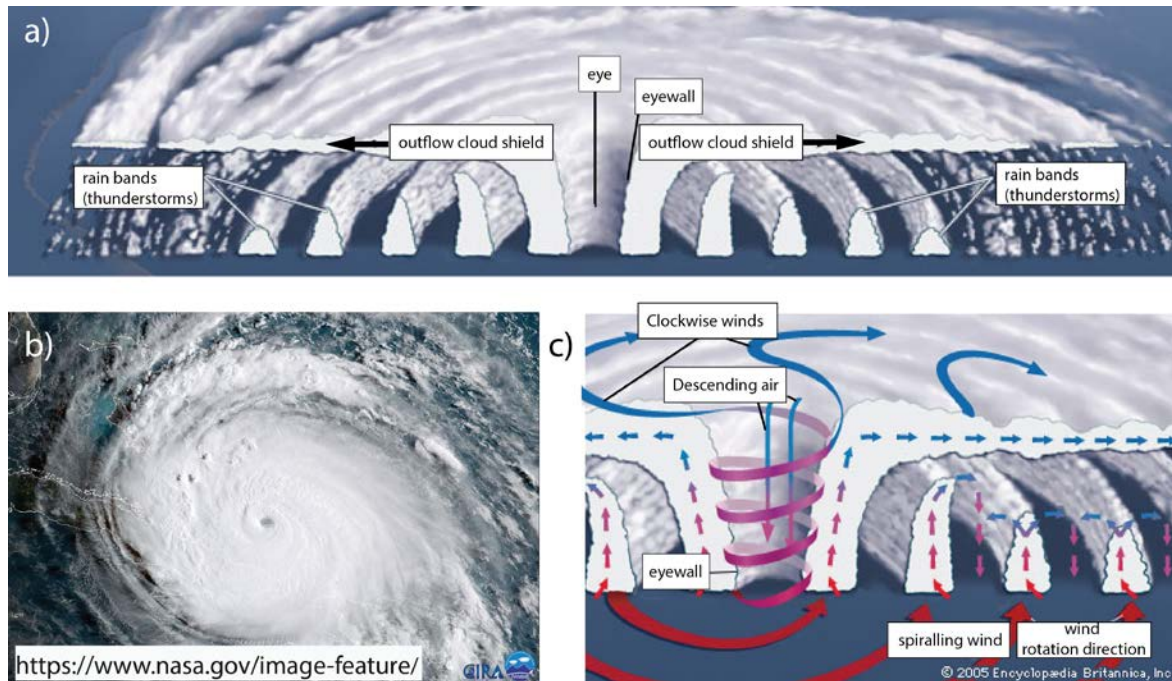 a)
eye
eyewall
outflow cloud shield
outflow cloud shield
rain bands
(thunderstorms)
rain bands
(thunderstorms)
b)
https://www.nasa.gov/image-feature/
CIRA
c)
Clockwise winds
Descending air
eyewall
spiralling wind
wind
rotation direction
© 2005 Encyclopædia Britannica, Inc